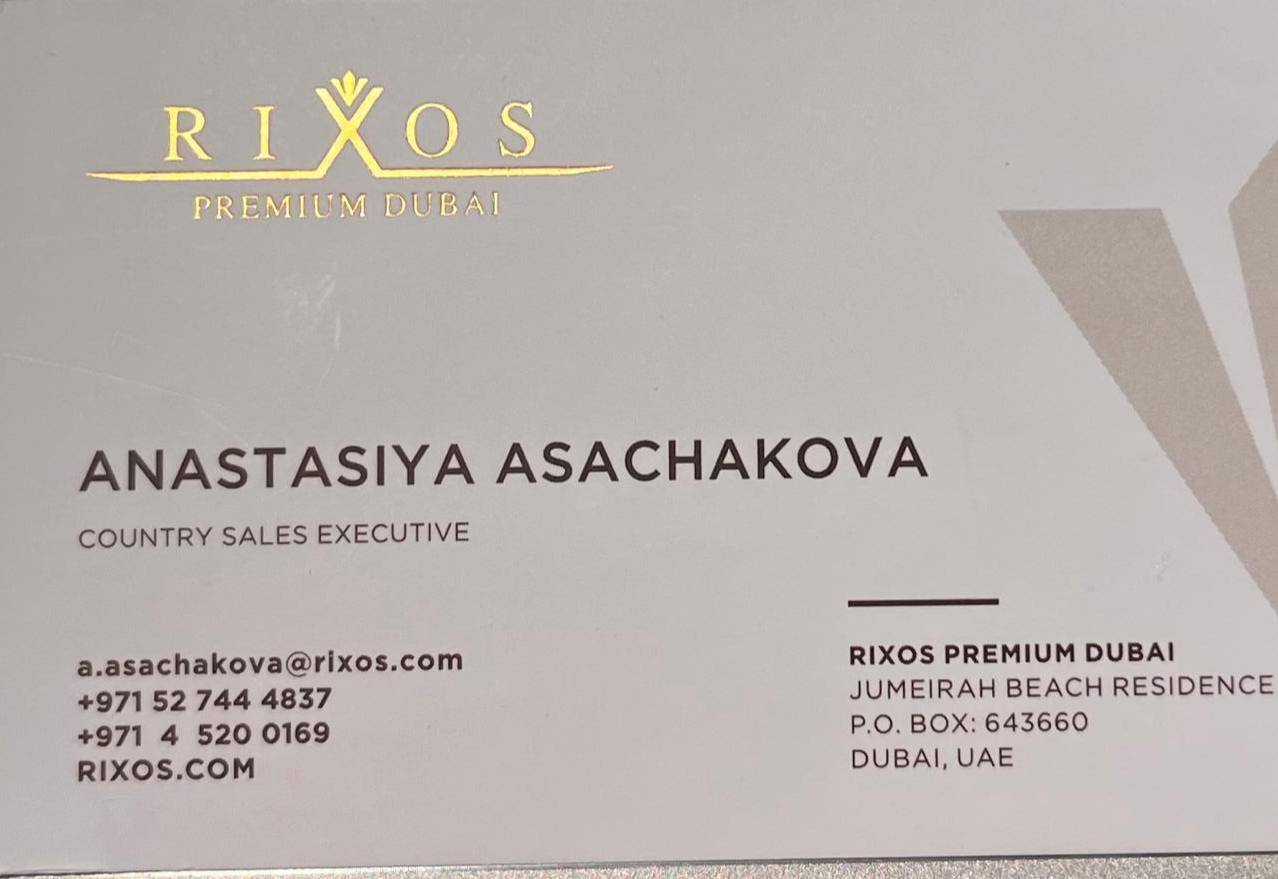 RIXOS
PREMIUM DUBAI
ANASTASIYA ASACHAKOVA
COUNTRY SALES EXECUTIVE
a.asachakova@rixos.com
+971 52 744 4837
+971 4 520 0169
RIXOS.COM
RIXOS PREMIUM DUBAI
JUMEIRAH BEACH RESIDENCE
P.O. BOX: 643660
DUBAI, UAE